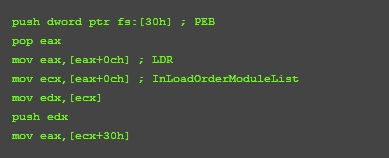 push dword ptr fs:[30h] ; PEB
pop eax
mov eax,[eax+0ch] ; LDR
mov ecx,[eax+0ch] ; InLoadOrderModuleList
mov edx,[ecx]
push edx
mov eax,[ecx+30h]